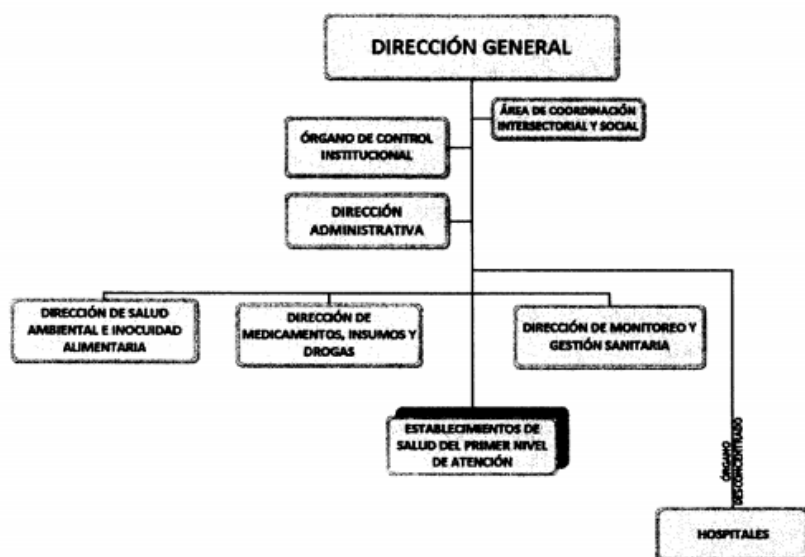 DIRECCIÓN GENERAL
ÁREA DE COORDINACIÓN
INTERSECTORIAL Y SOCIAL
ÓRGANO DE CONTROL
INSTITUCIONAL
DIRECCIÓN
ADMINISTRATIVA
DIRECCIÓN DE SALUD
AMBIENTAL E INOCUIDAD
ALIMENTARIA
DIRECCIÓN DE
MEDICAMENTOS, INSUMOS Y
DROGAS
DIRECCIÓN DE MONITOREO Y
GESTIÓN SANITARIA
ESTABLECIMIENTOS DE
SALUD DEL PRIMER NIVEL
DE ATENCIÓN
ÓRGANO
DESCONCENTRADO
HOSPITALES